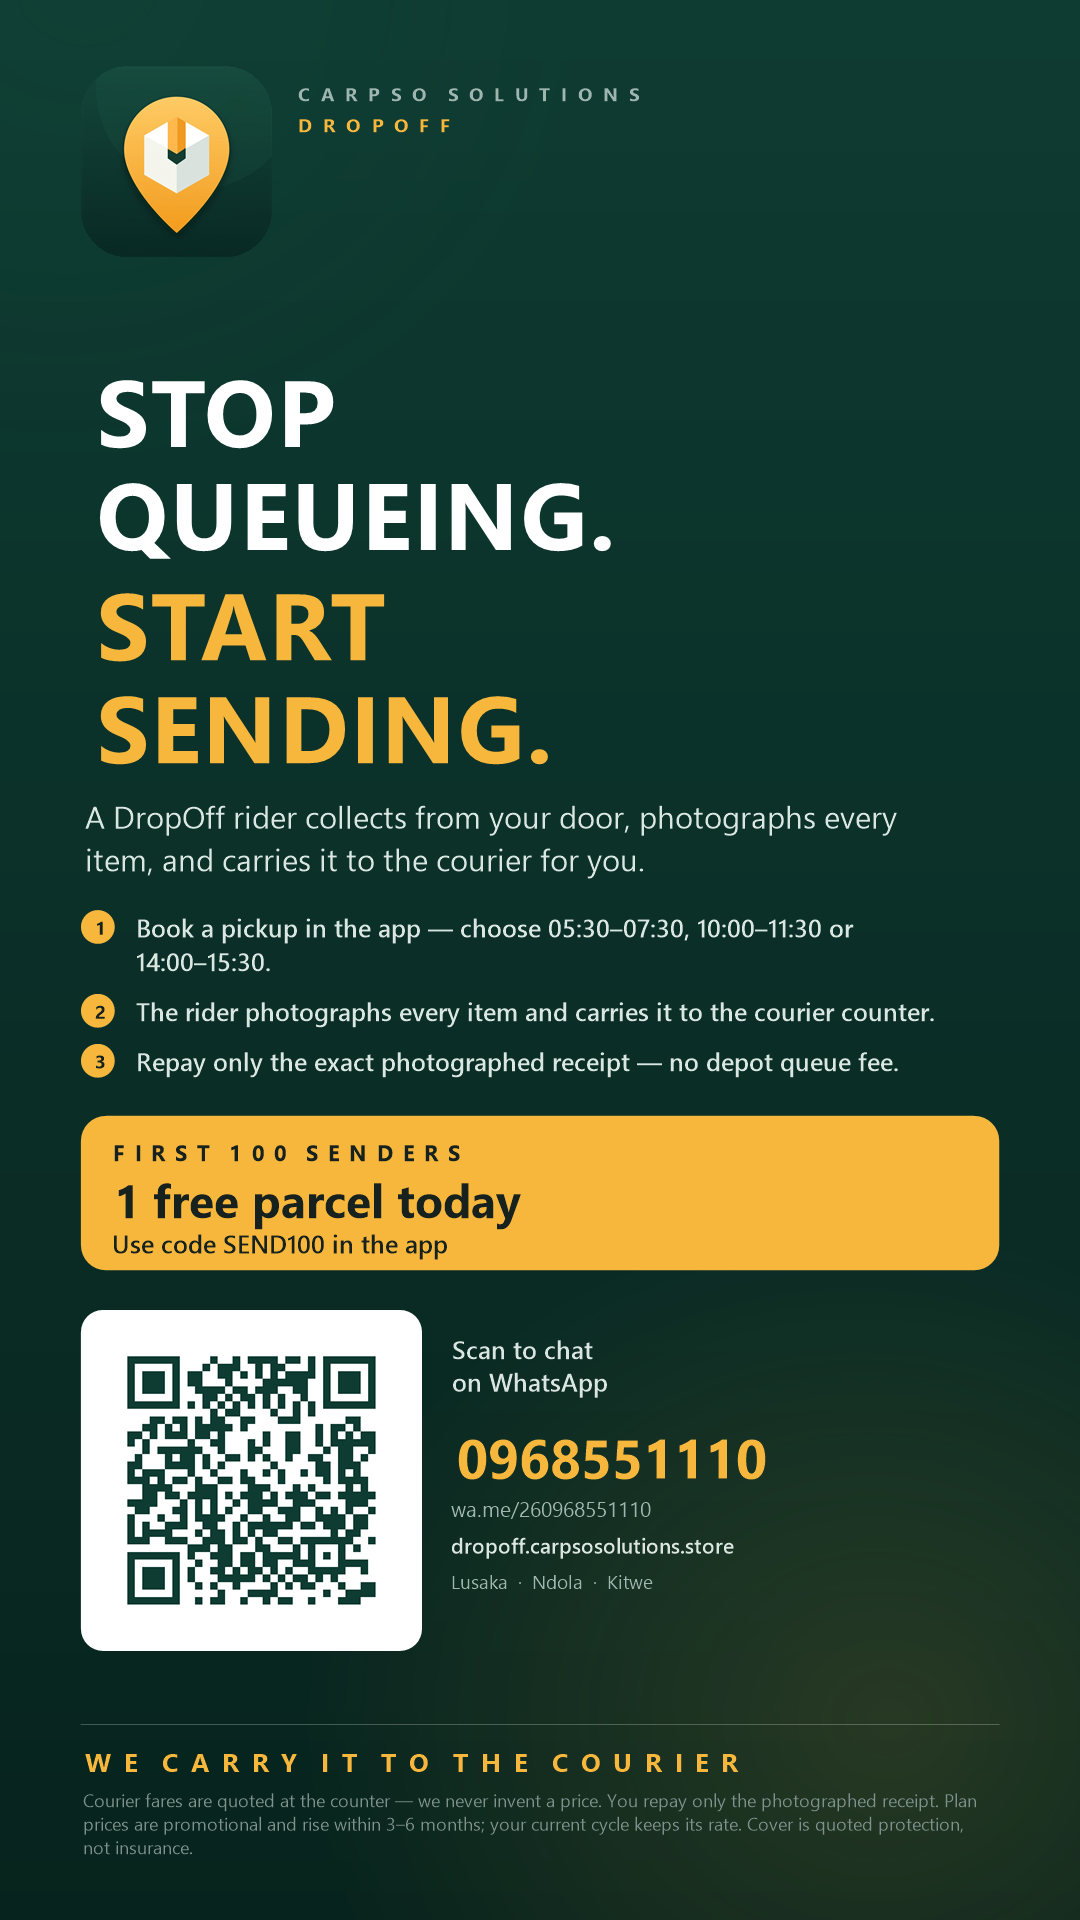 CARPSO SOLUTIONS
DROPOFF
STOP
QUEUEING.
START
SENDING.
A DropOff rider collects from your door, photographs every
item, and carries it to the courier for you.
1 Book a pickup in the app — choose 05:30–07:30, 10:00–11:30 or
14:00–15:30.
2 The rider photographs every item and carries it to the courier counter.
3 Repay only the exact photographed receipt — no depot queue fee.
FIRST 100 SENDERS
1 free parcel today
Use code SEND100 in the app
Scan to chat
on WhatsApp
0968551110
wa.me/260968551110
dropoff.carpsosolutions.store
Lusaka · Ndola · Kitwe
WE CARRY IT TO THE COURIER
Courier fares are quoted at the counter — we never invent a price. You repay only the photographed receipt. Plan
prices are promotional and rise within 3–6 months; your current cycle keeps its rate. Cover is quoted protection,
not insurance.